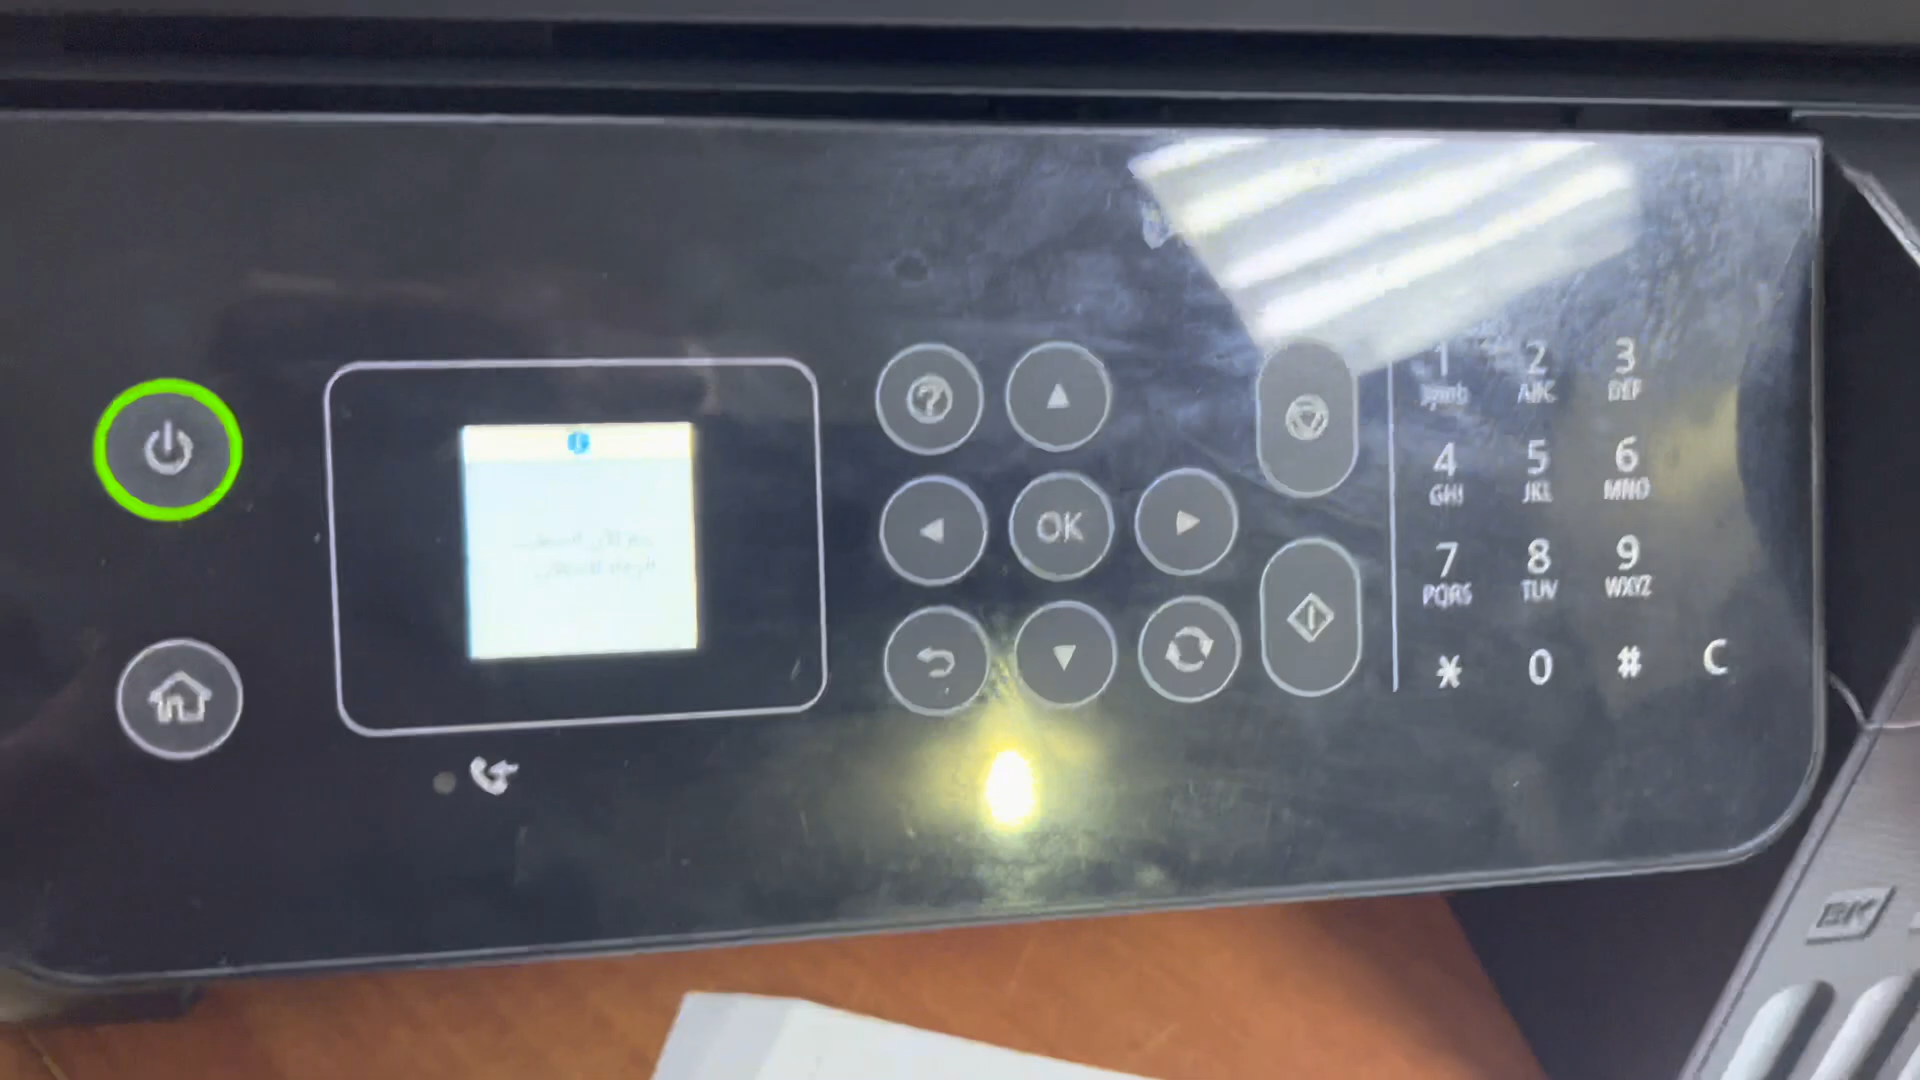 OK
1 2 3
ABC DEF
4 5 6
GHI JKL MNO
7 8 9
PQRS TUV WXYZ
* 0 # C
BK